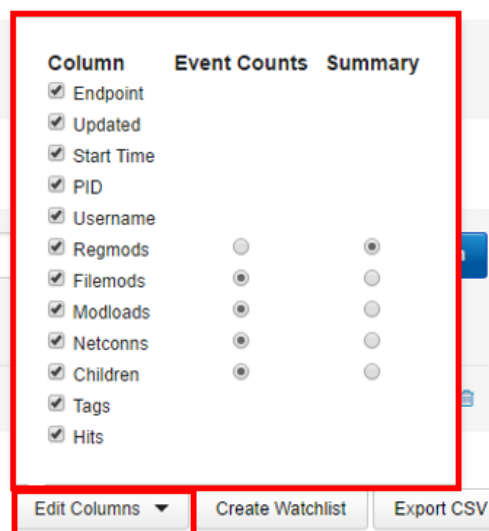 Column Event Counts Summary
Endpoint
Updated
Start Time
PID
Username
Regmods
Filemods
Modloads
Netconns
Children
Tags
Hits
Edit Columns Create Watchlist Export CSV